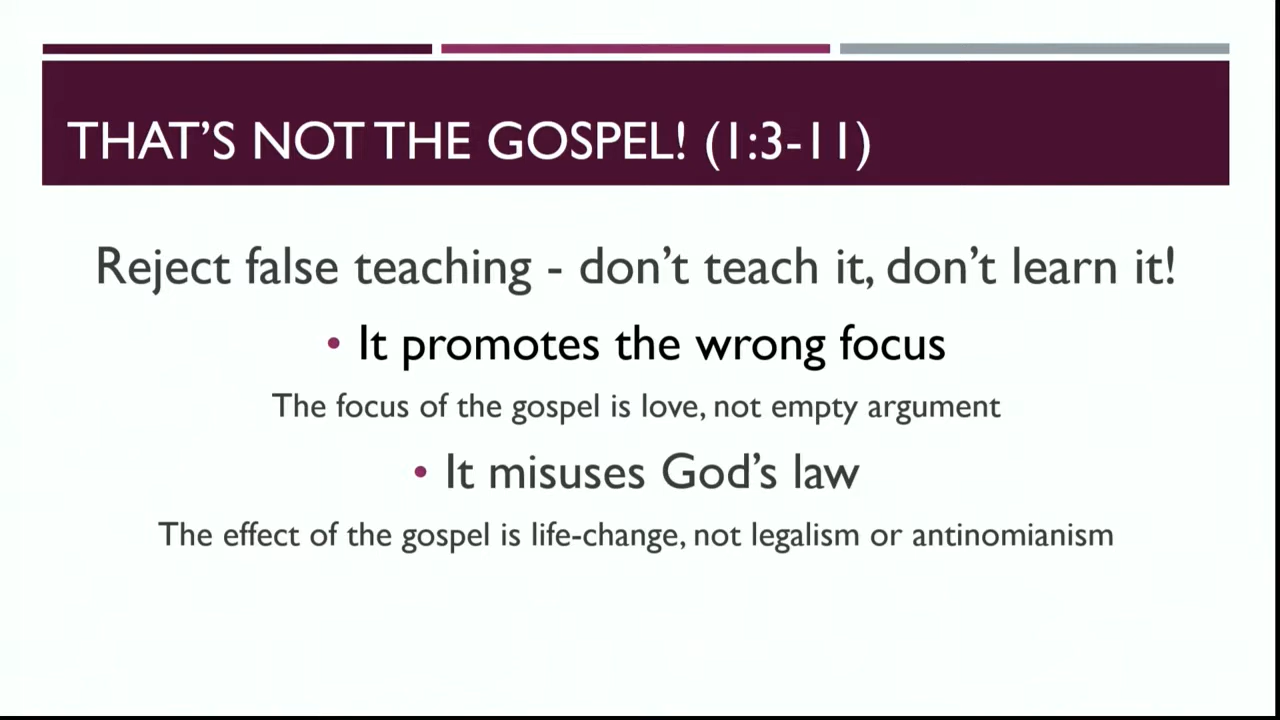 THAT’S NOT THE GOSPEL! (1:3-11)
Reject false teaching - don’t teach it, don’t learn it!
• It promotes the wrong focus
The focus of the gospel is love, not empty argument
• It misuses God’s law
The effect of the gospel is life-change, not legalism or antinomianism